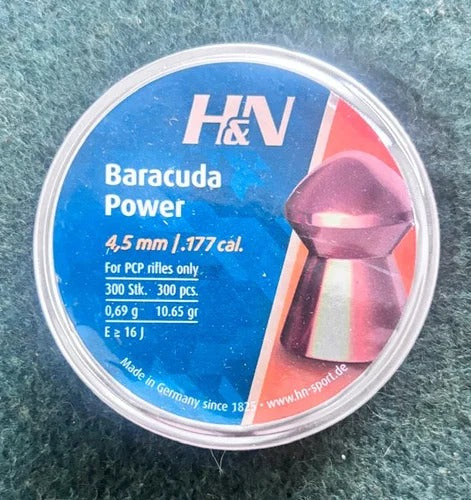 H&N
Baracuda
Power
4,5 mm / .177 cal.
For PCP rifles only
300 Stk. 300 pcs.
0,69 g 10.65 gr
E ≥ 16 J
Made in Germany since 1825 • www.hn-sport.de